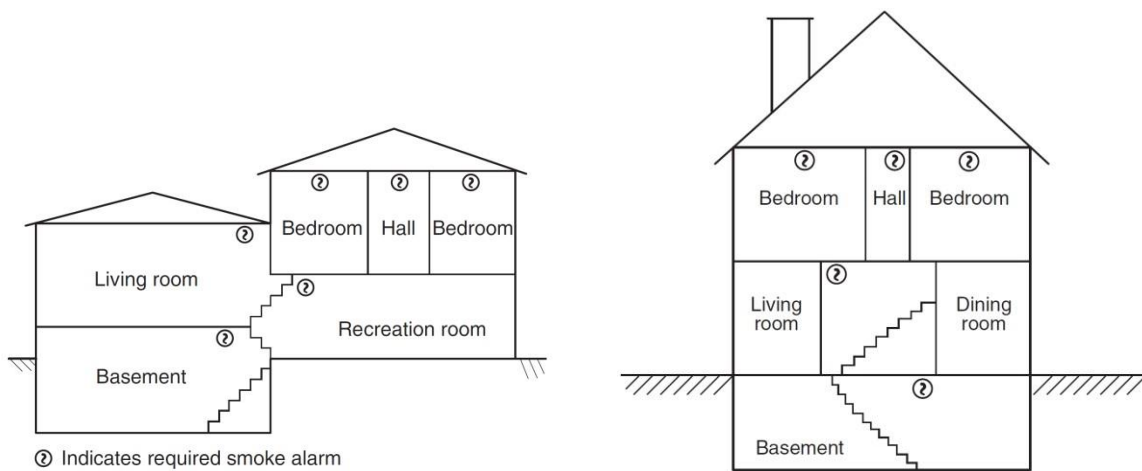 Bedroom Hall Bedroom
Living room
Recreation room
Basement
Indicates required smoke alarm
Bedroom Hall Bedroom
Living
room
Dining
room
Basement